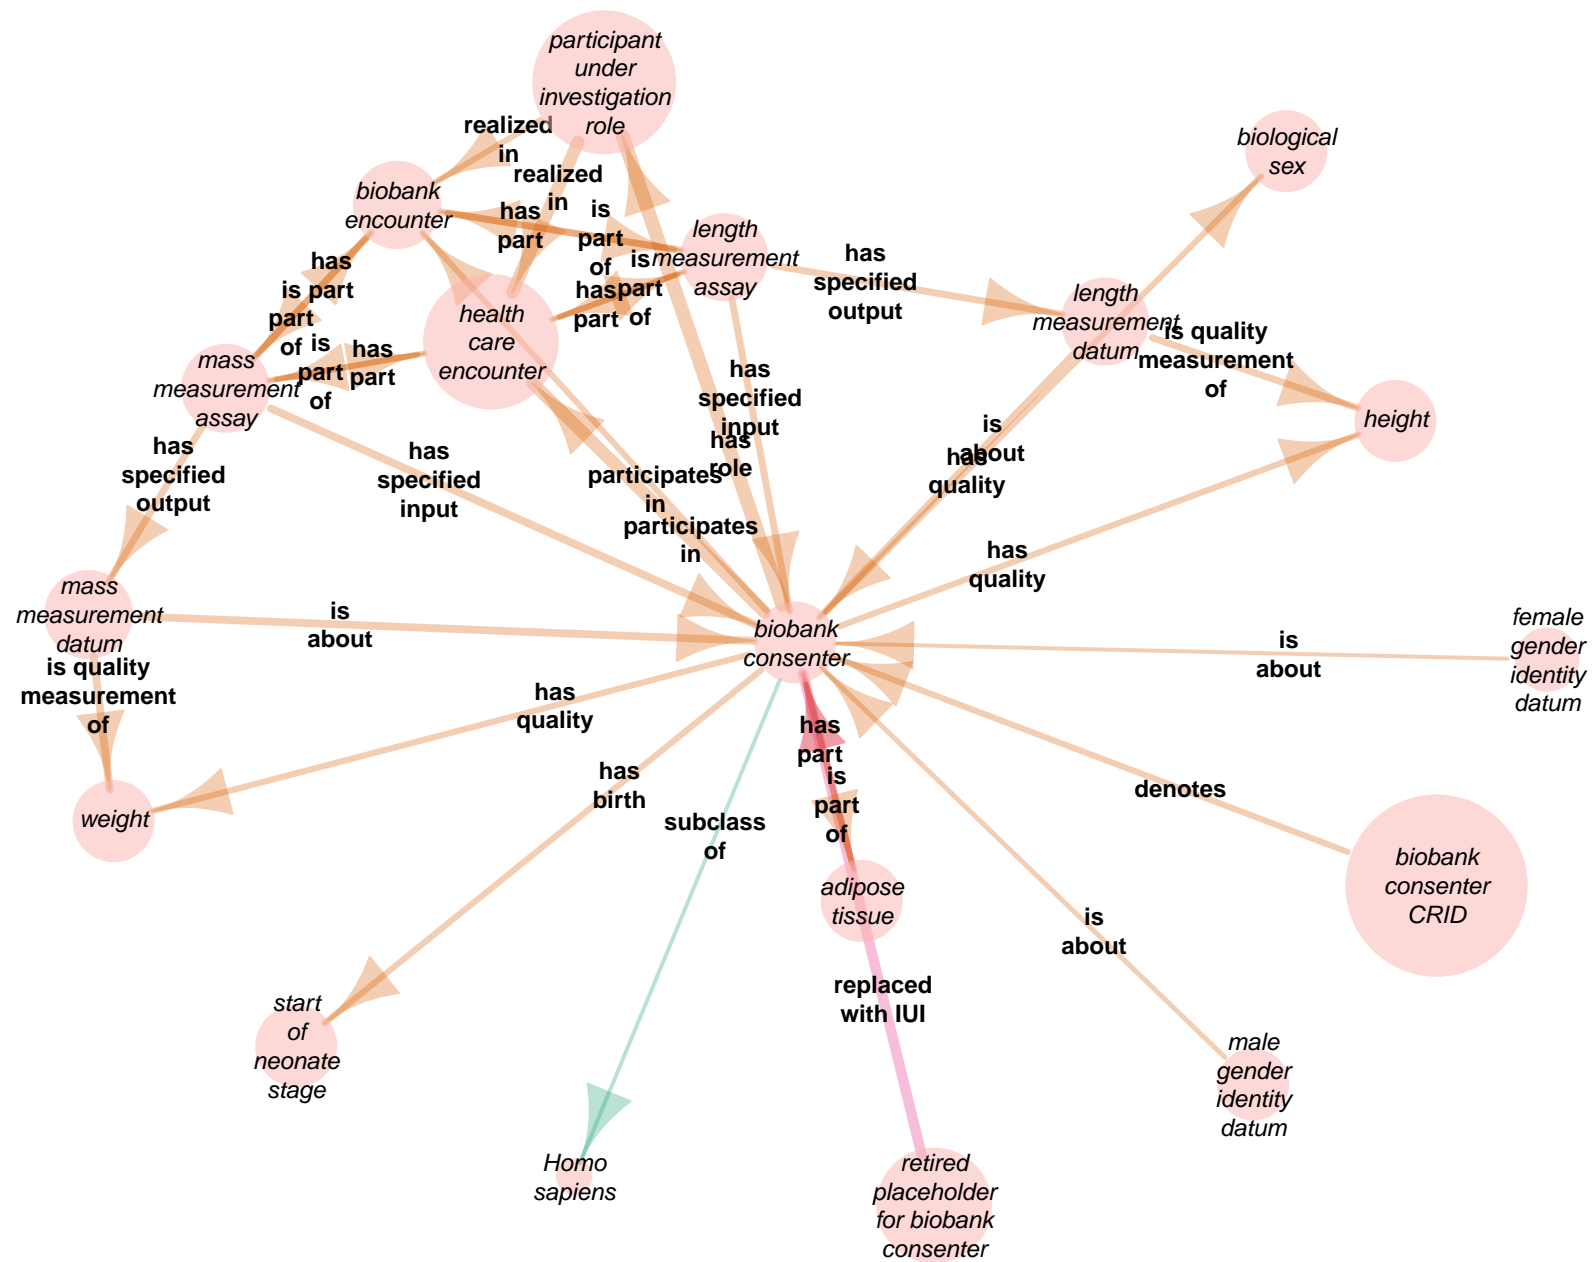 participant
under
investigation
role
realized
in
realized
in
biological
sex
biobank
encounter
has
part
is
part
of
length
measurement
assay
has
specified
output
length
measurement
datum
is quality
measurement
of
height
has
part
is
part
of
has
part
is
part
of
health
care
encounter
is
part
of
has
part
mass
measurement
assay
has
specified
output
has
specified
input
has
specified
input
has
role
participates
in
participates
in
is
about
has
quality
has
quality
mass
measurement
datum
is
about
is quality
measurement
of
biobank
consenter
is
about
female
gender
identity
datum
has
quality
weight
has
birth
subclass
of
has
part
is
part
of
denotes
biobank
consenter
CRID
adipose
tissue
is
about
replaced
with IUI
start
of
neonate
stage
male
gender
identity
datum
Homo
sapiens
retired
placeholder
for biobank
consenter